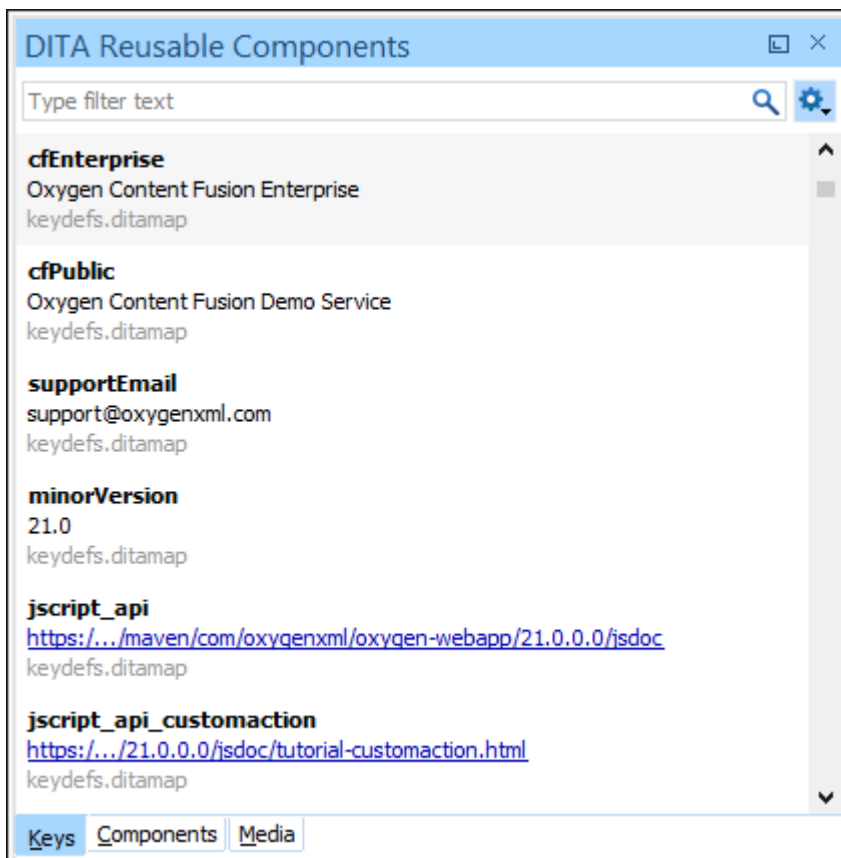 DITA Reusable Components
Type filter text
cfEnterprise
Oxygen Content Fusion Enterprise
keydefs.ditamap
cfPublic
Oxygen Content Fusion Demo Service
keydefs.ditamap
supportEmail
support@oxygenxml.com
keydefs.ditamap
minorVersion
21.0
keydefs.ditamap
jscript_api
https:/.../maven/com/oxygenxml/oxygen-webapp/21.0.0.0/jsdoc
keydefs.ditamap
jscript_api_customaction
https:/.../21.0.0.0/jsdoc/tutorial-customaction.html
keydefs.ditamap
Keys Components Media